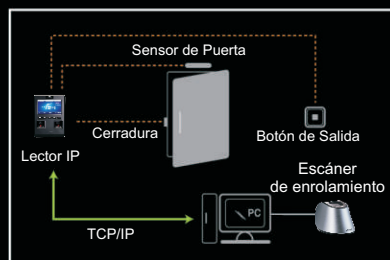 Sensor de Puerta
Cerradura
Botón de Salida
Lector IP
Escáner
de enrolamiento
PC
TCP/IP